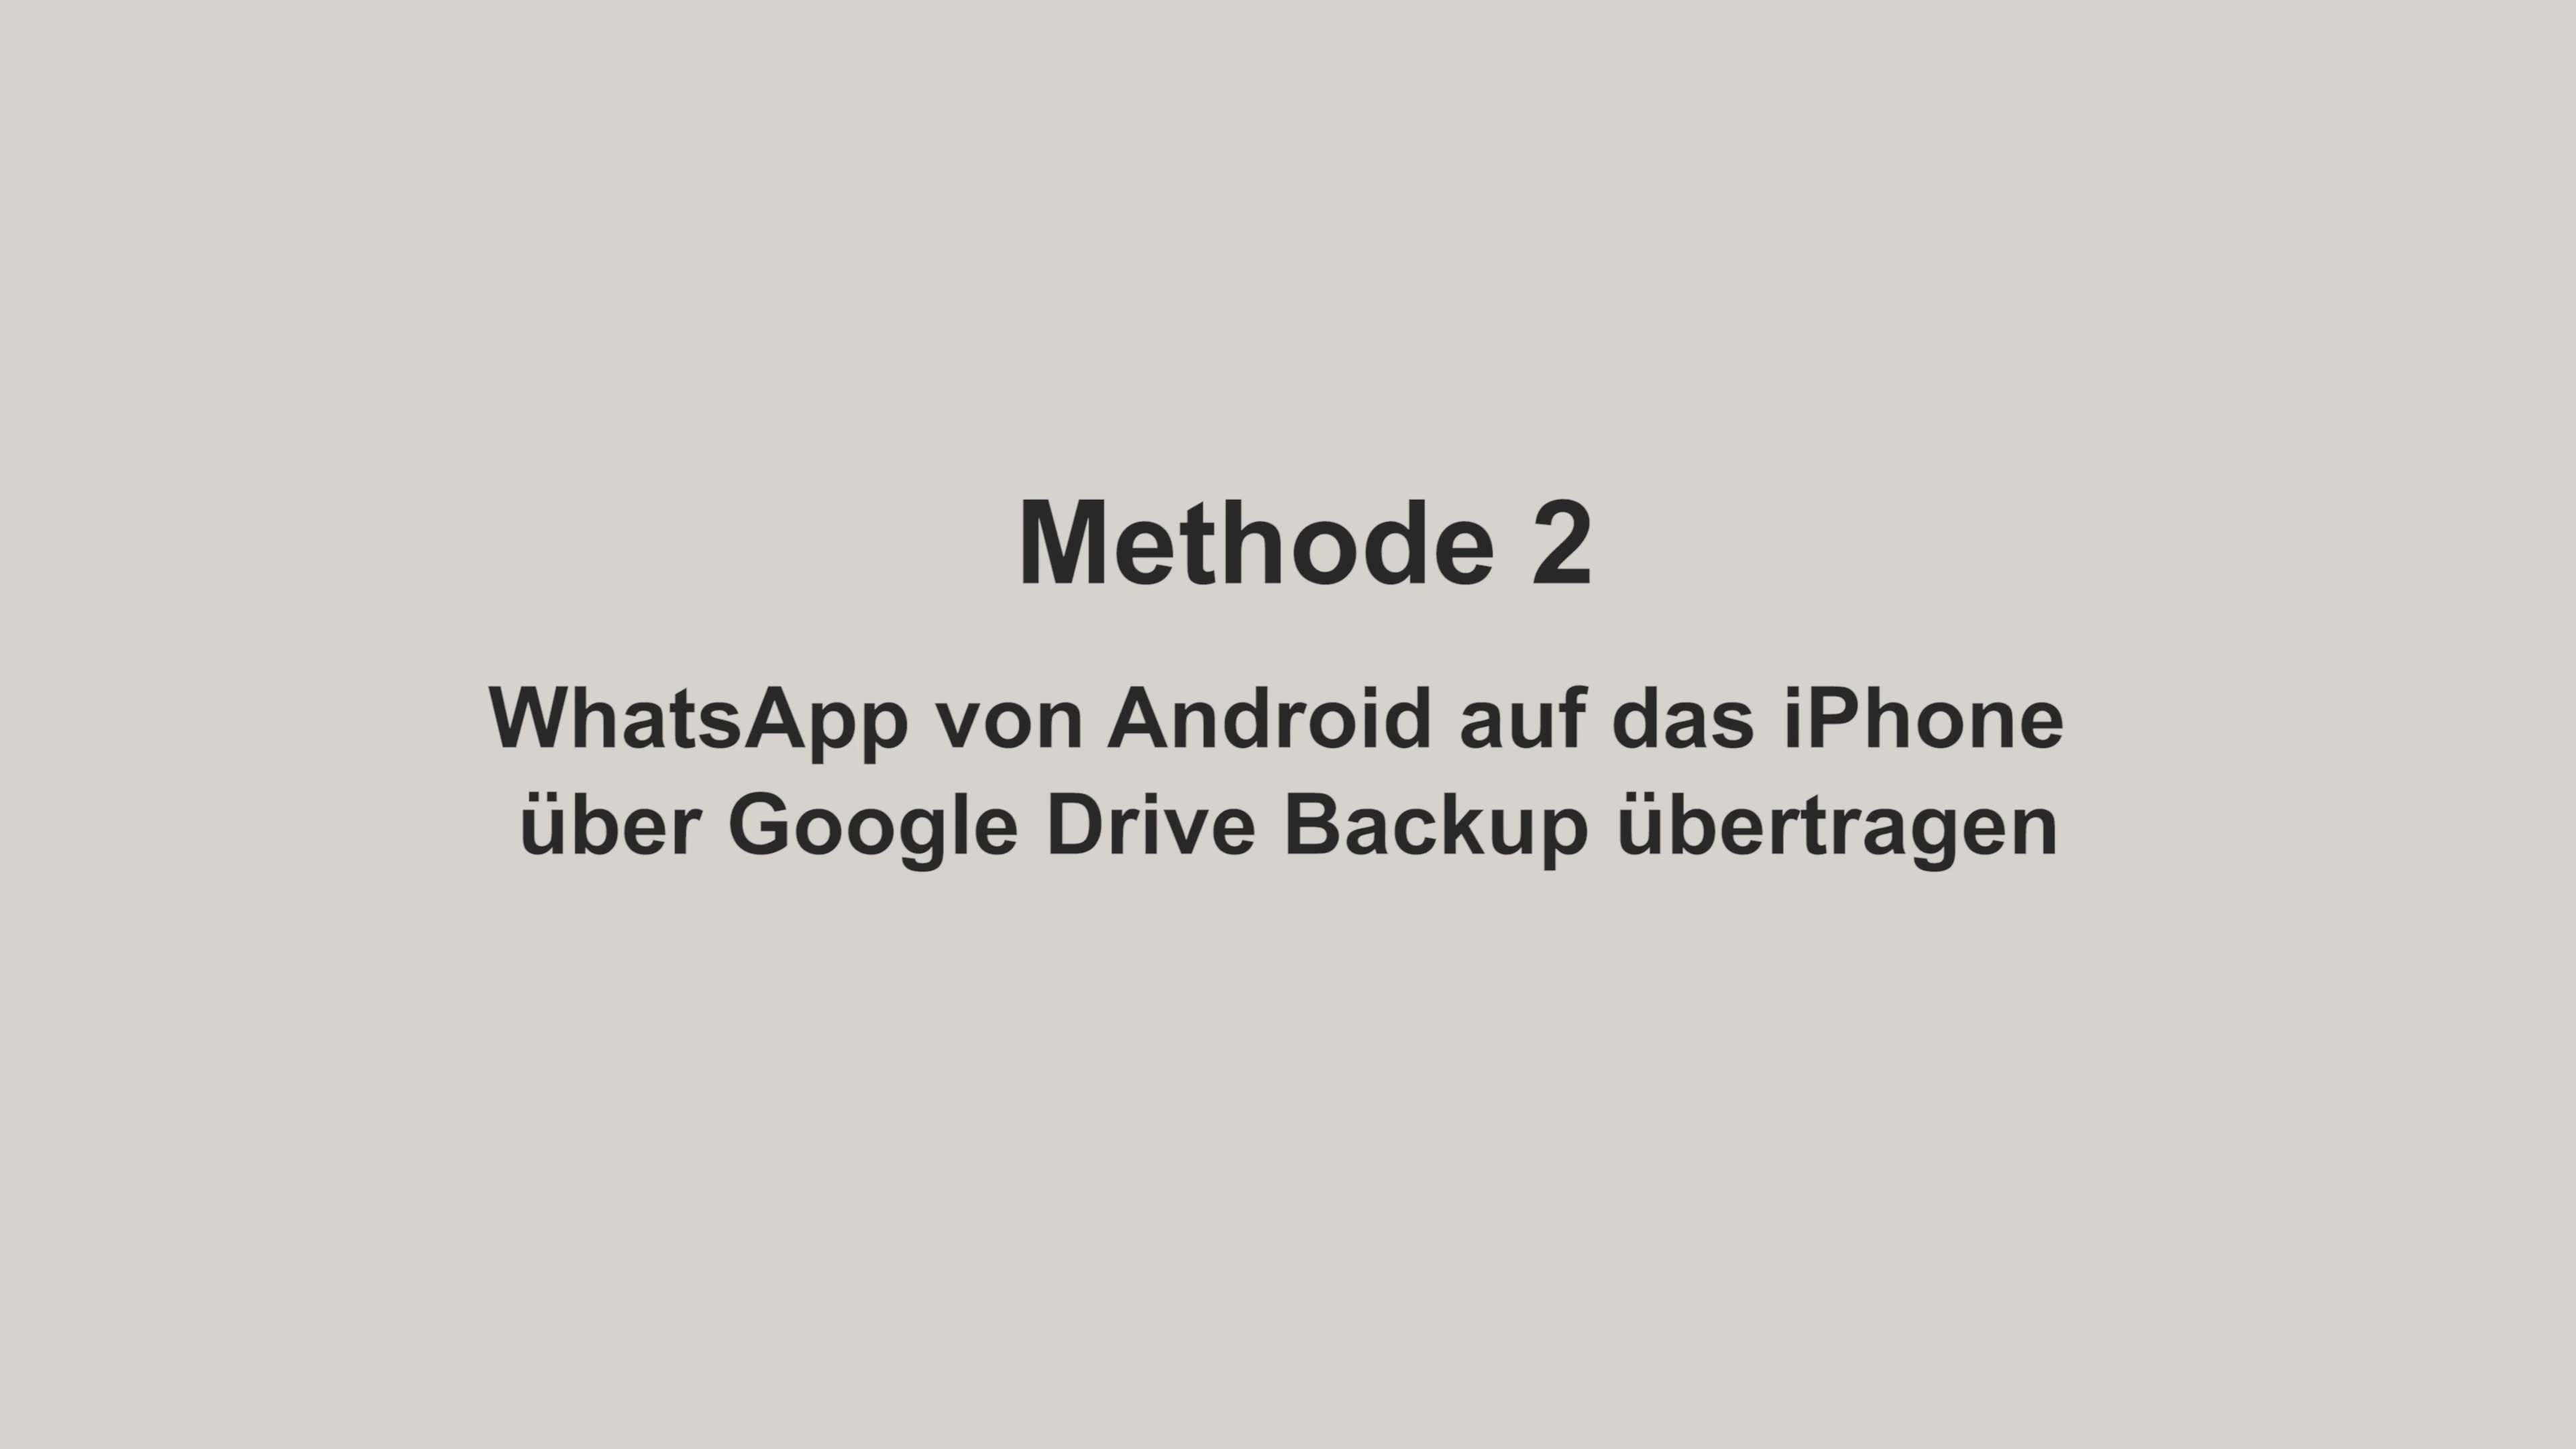 Methode 2
WhatsApp von Android auf das iPhone
über Google Drive Backup übertragen